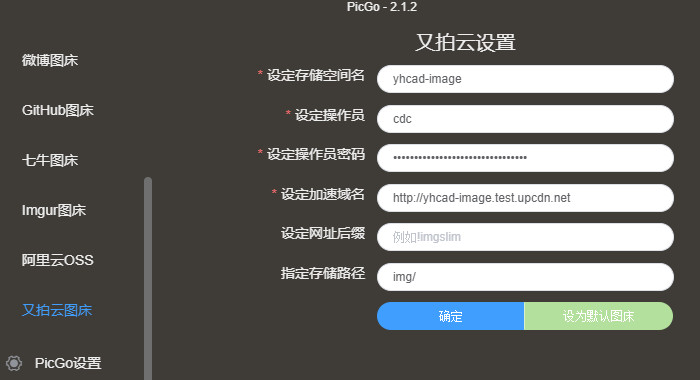 PicGo - 2.1.2
微博图床
GitHub图床
七牛图床
Imgur图床
阿里云OSS
又拍云图床
PicGo设置
又拍云设置
* 设定存储空间名 yhcad-image
* 设定操作员 cdc
* 设定操作员密码 ••••••••••••••••••••••••••••••••
* 设定加速域名 http://yhcad-image.test.upcdn.net
设定网址后缀 例如!imgslim
指定存储路径 img/
确定 设为默认图床